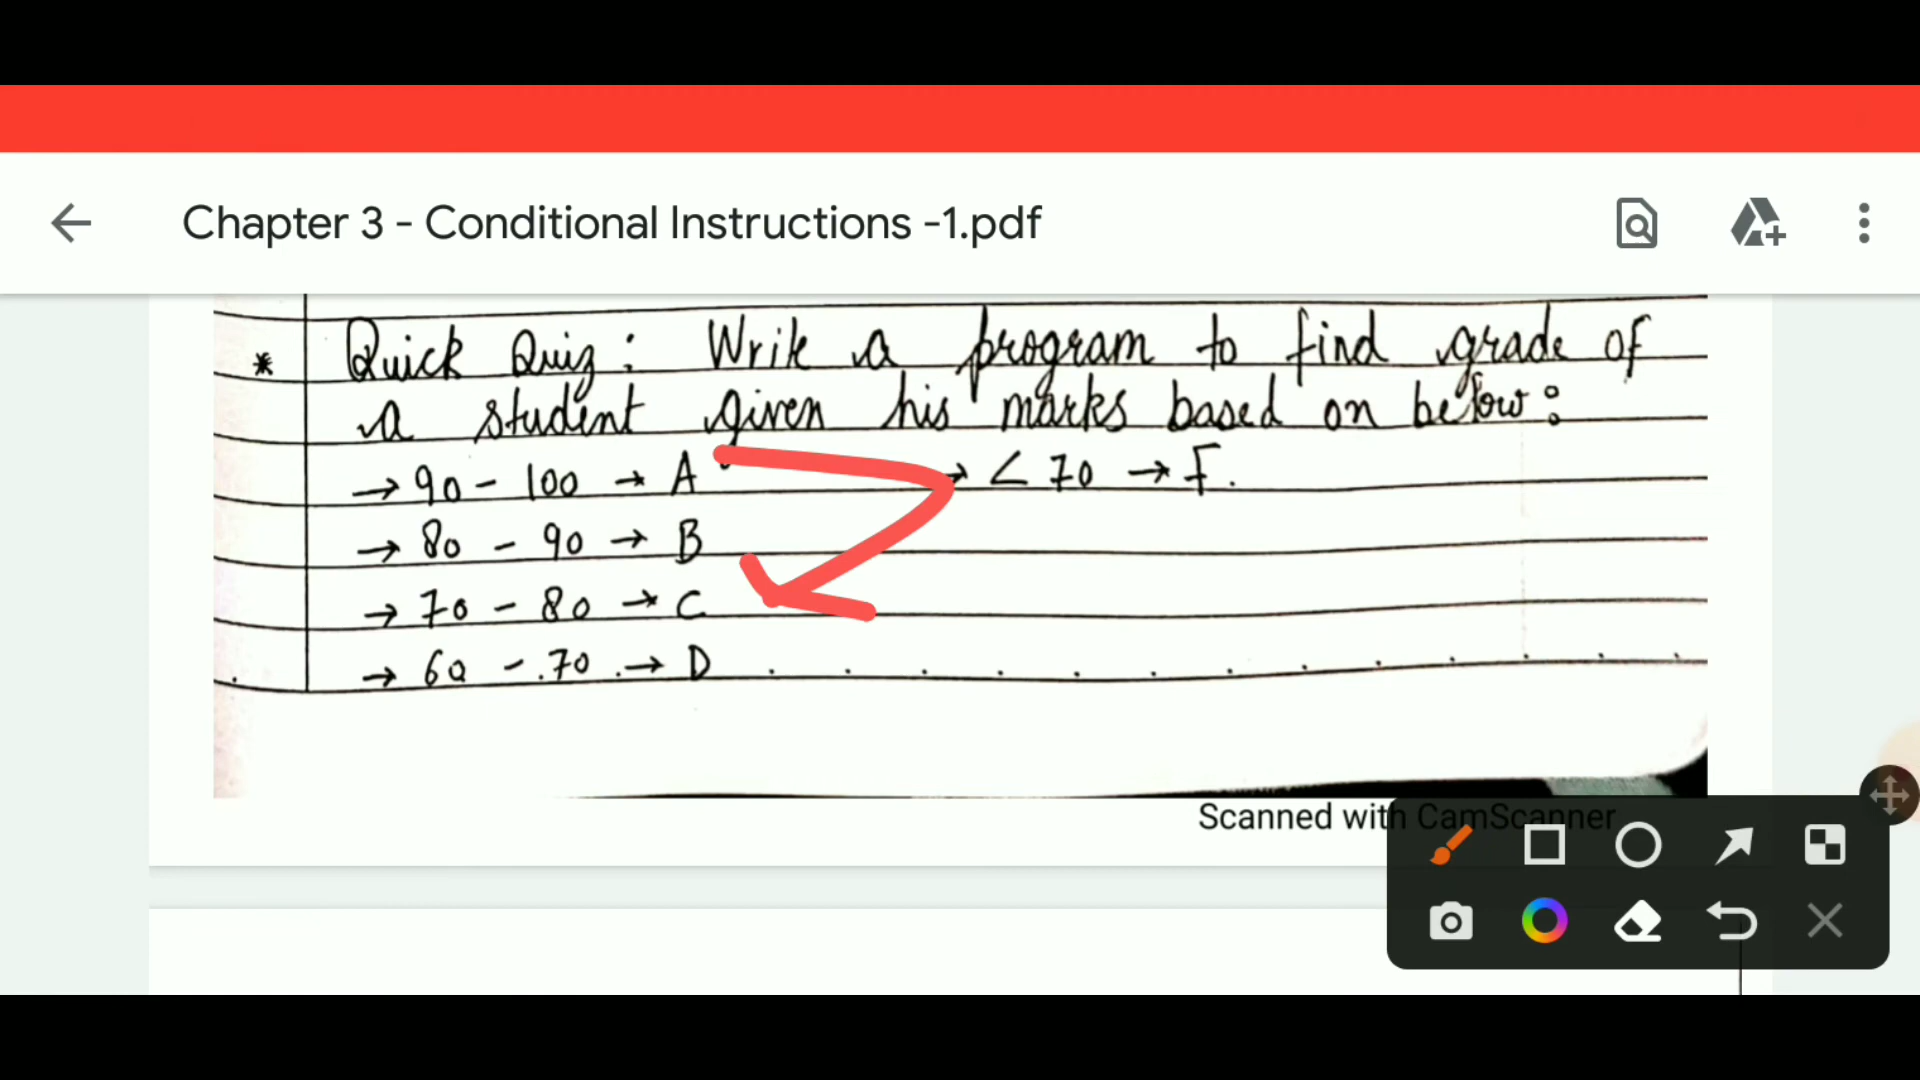 Chapter 3 - Conditional Instructions -1.pdf
* Quick Quiz: Write a program to find grade of
a student given his marks based on below:
→ 90 - 100 → A → < 70 → F.
→ 80 - 90 → B
→ 70 - 80 → C
→ 60 - 70 → D
Scanned with CamScanner